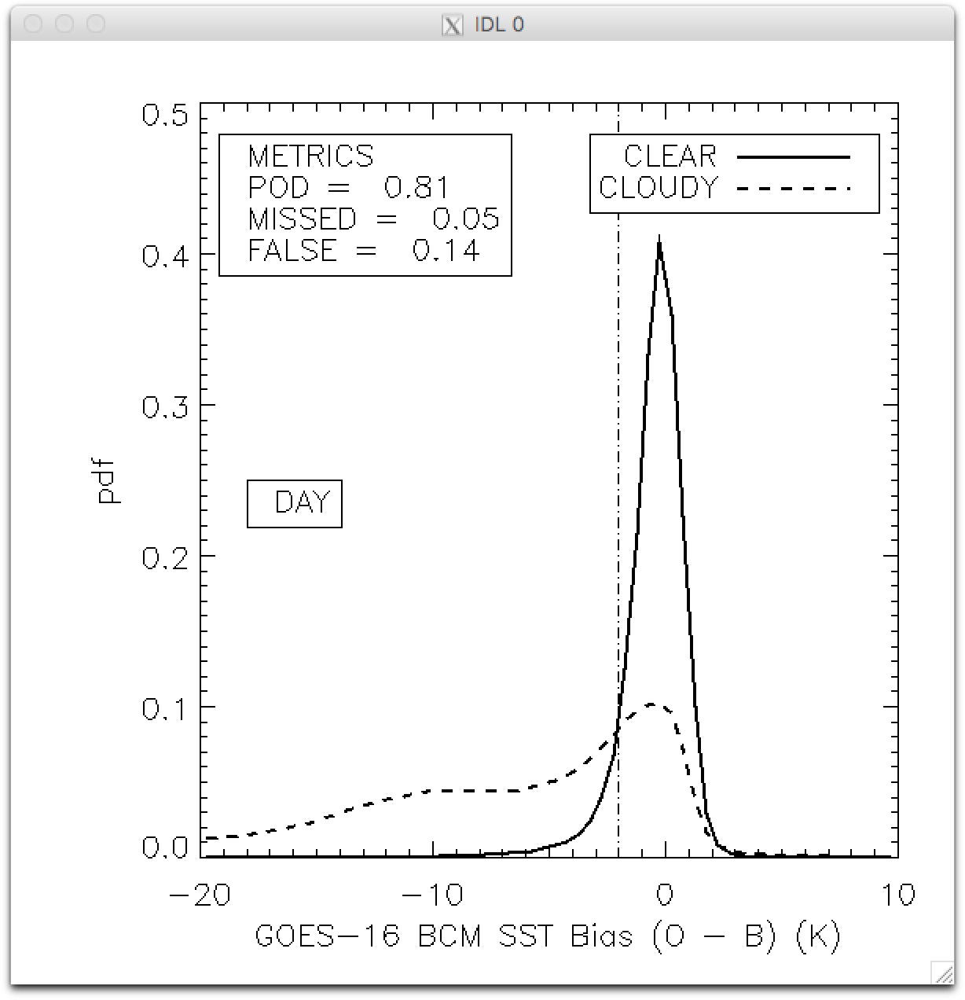 IDL 0
0.5
METRICS
POD = 0.81
MISSED = 0.05
FALSE = 0.14
CLEAR
CLOUDY
0.4
0.3
pdf
DAY
0.2
0.1
0.0
-20 -10 0 10
GOES-16 BCM SST Bias (O - B) (K)